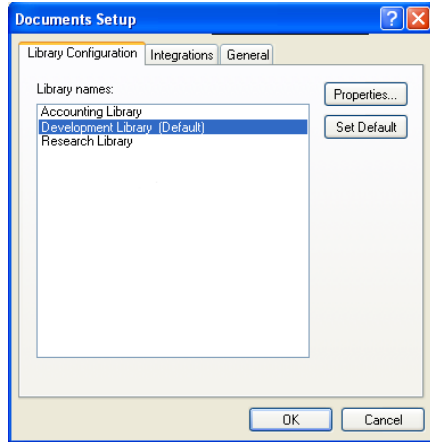 Documents Setup
Library Configuration Integrations General
Library names:
Properties...
Accounting Library
Development Library (Default)
Set Default
Research Library
OK Cancel